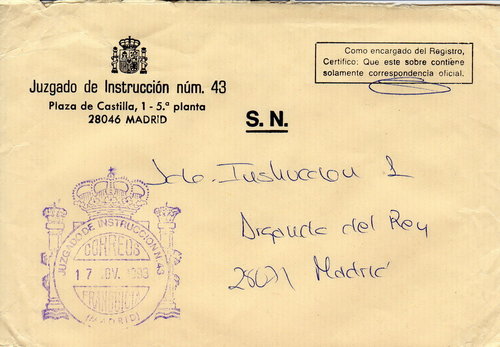 Juzgado de Instrucción núm. 43
Plaza de Castilla, 1 - 5.ª planta
28046 MADRID
Como encargado del Registro,
Certifico: Que este sobre contiene
solamente correspondencia oficial.
S. N.
Jdo. Instruccion 1
Arganda del Rey
Madrid
JUZGADO DE INSTRUCCION N. 43
CORREOS
17 1993
FRANQUICIA
(MADRID)